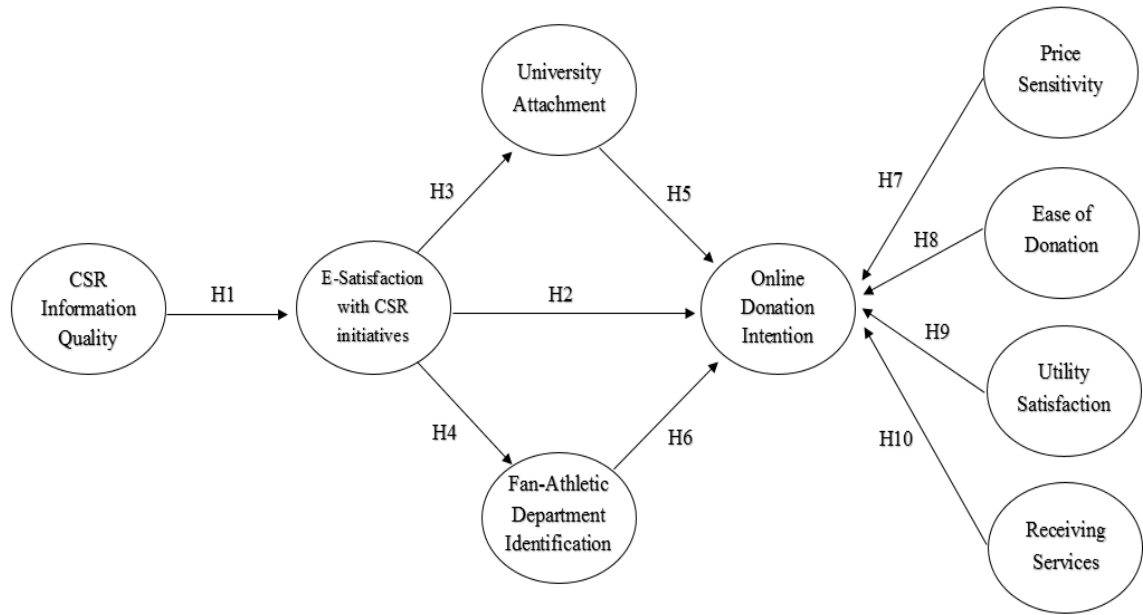 CSR
Information
Quality
H1
E-Satisfaction
with CSR
initiatives
H3
University
Attachment
H5
H2
H4
Fan-Athletic
Department
Identification
H6
Online
Donation
Intention
H7
Price
Sensitivity
H8
Ease of
Donation
H9
Utility
Satisfaction
H10
Receiving
Services